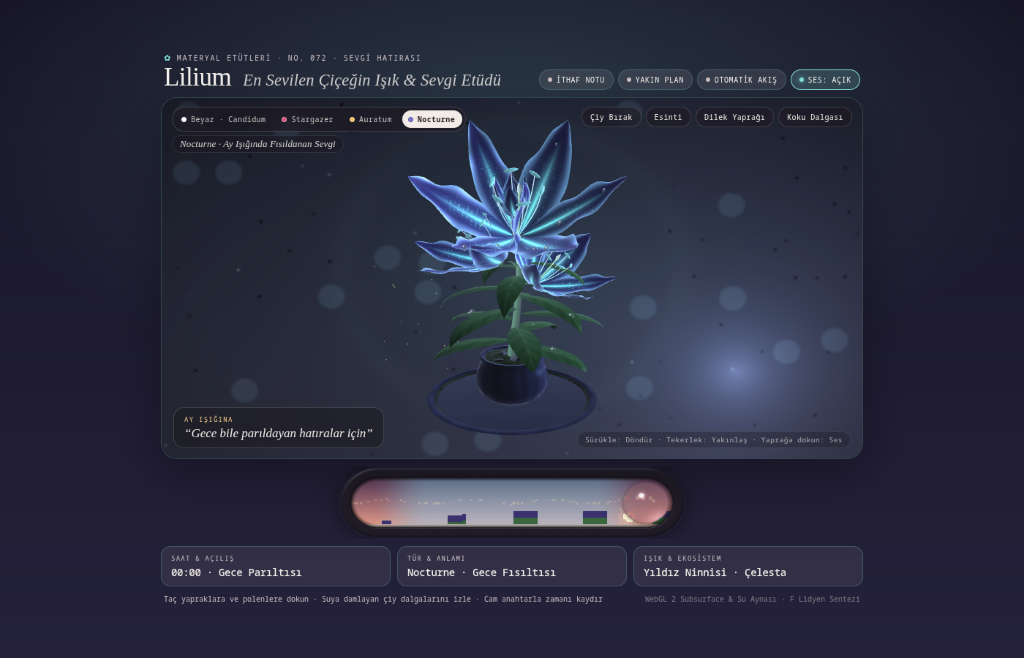 ✿ MATERYAL ETÜTLERİ · NO. 072 · SEVGİ HATIRASI
Lilium En Sevilen Çiçeğin Işık & Sevgi Etüdü
İTHAF NOTU YAKIN PLAN OTOMATİK AKIŞ SES: AÇIK
Beyaz · Candidum Stargazer Auratum Nocturne
Çiy Bırak Esinti Dilek Yaprağı Koku Dalgası
Nocturne · Ay Işığında Fısıldanan Sevgi
AY IŞIĞINA
“Gece bile parıldayan hatıralar için”
Sürükle: Döndür · Tekerlek: Yakınlaş · Yaprağa dokun: Ses
SAAT & AÇILIŞ
00:00 · Gece Parıltısı
TÜR & ANLAMI
Nocturne · Gece Fısıltısı
IŞIK & EKOSİSTEM
Yıldız Ninnisi · Çelesta
Taç yapraklara ve polenlere dokun · Suya damlayan çiy dalgalarını izle · Cam anahtarla zamanı kaydır
WebGL 2 Subsurface & Su Aynası · F Lidyen Sentezi